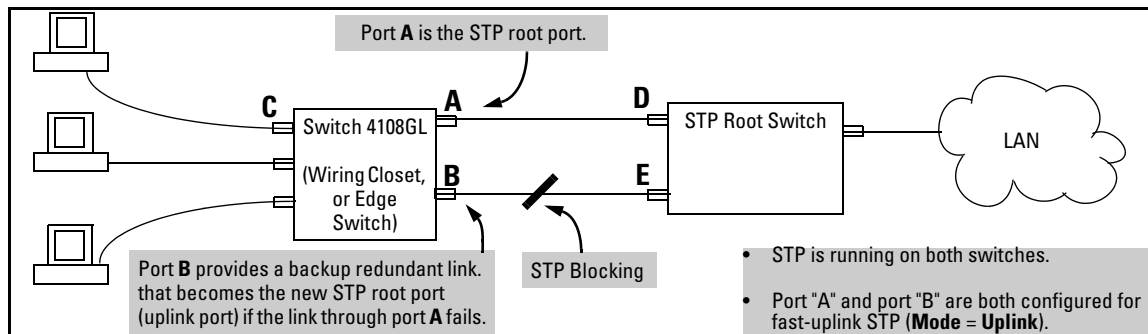 Port A is the STP root port.
C
A
D
Switch 4108GL
STP Root Switch
LAN
(Wiring Closet,
or Edge
Switch)
B
E
Port B provides a backup redundant link.
that becomes the new STP root port
(uplink port) if the link through port A fails.
STP Blocking
• STP is running on both switches.
• Port "A" and port "B" are both configured for
fast-uplink STP (Mode = Uplink).